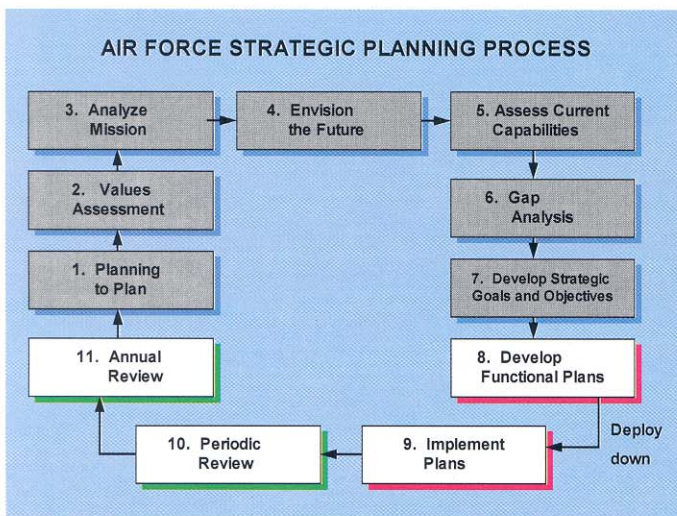 AIR FORCE STRATEGIC PLANNING PROCESS
3. Analyze
Mission
4. Envision
the Future
5. Assess Current
Capabilities
2. Values
Assessment
6. Gap
Analysis
1. Planning
to Plan
7. Develop Strategic
Goals and Objectives
11. Annual
Review
8. Develop
Functional Plans
10. Periodic
Review
9. Implement
Plans
Deploy
down